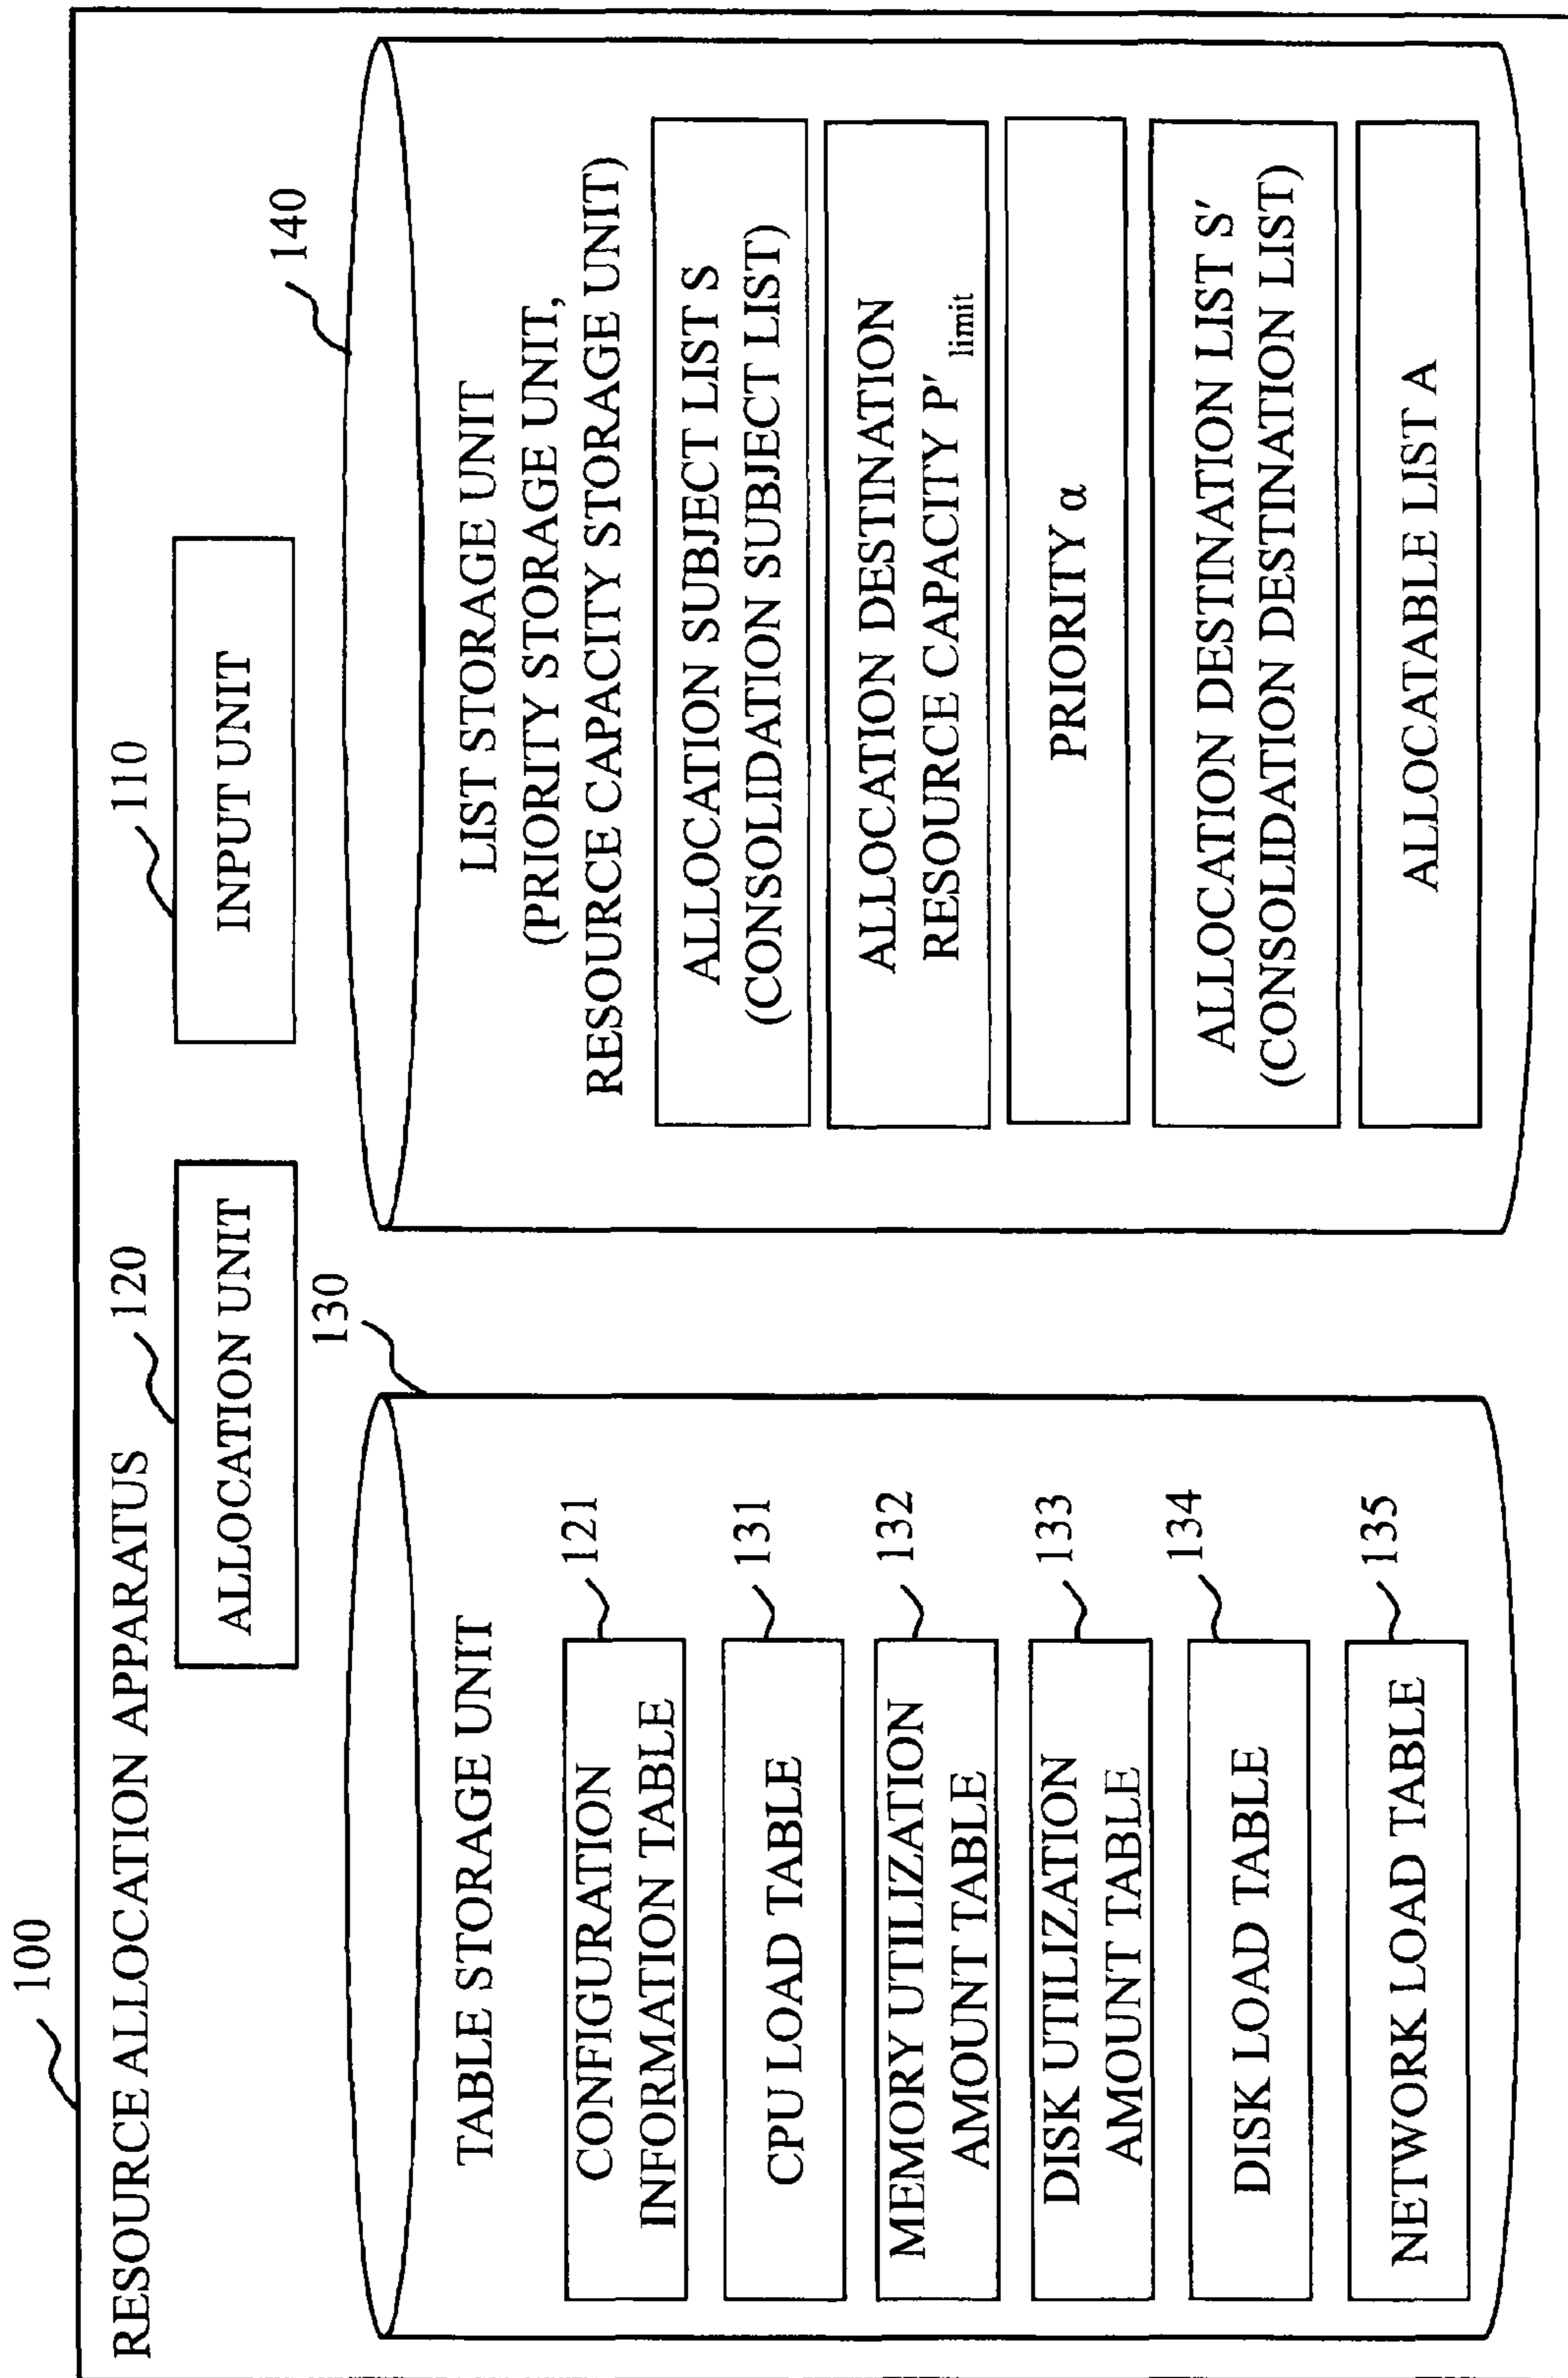 100
RESOURCE ALLOCATION APPARATUS
120
ALLOCATION UNIT
110
INPUT UNIT
130
TABLE STORAGE UNIT
CONFIGURATION
INFORMATION TABLE
121
CPU LOAD TABLE
131
MEMORY UTILIZATION
AMOUNT TABLE
132
DISK UTILIZATION
AMOUNT TABLE
133
DISK LOAD TABLE
134
NETWORK LOAD TABLE
135
140
LIST STORAGE UNIT
(PRIORITY STORAGE UNIT,
RESOURCE CAPACITY STORAGE UNIT)
ALLOCATION SUBJECT LIST S
(CONSOLIDATION SUBJECT LIST)
ALLOCATION DESTINATION
RESOURCE CAPACITY P′limit
PRIORITY α
ALLOCATION DESTINATION LIST S′
(CONSOLIDATION DESTINATION LIST)
ALLOCATABLE LIST A